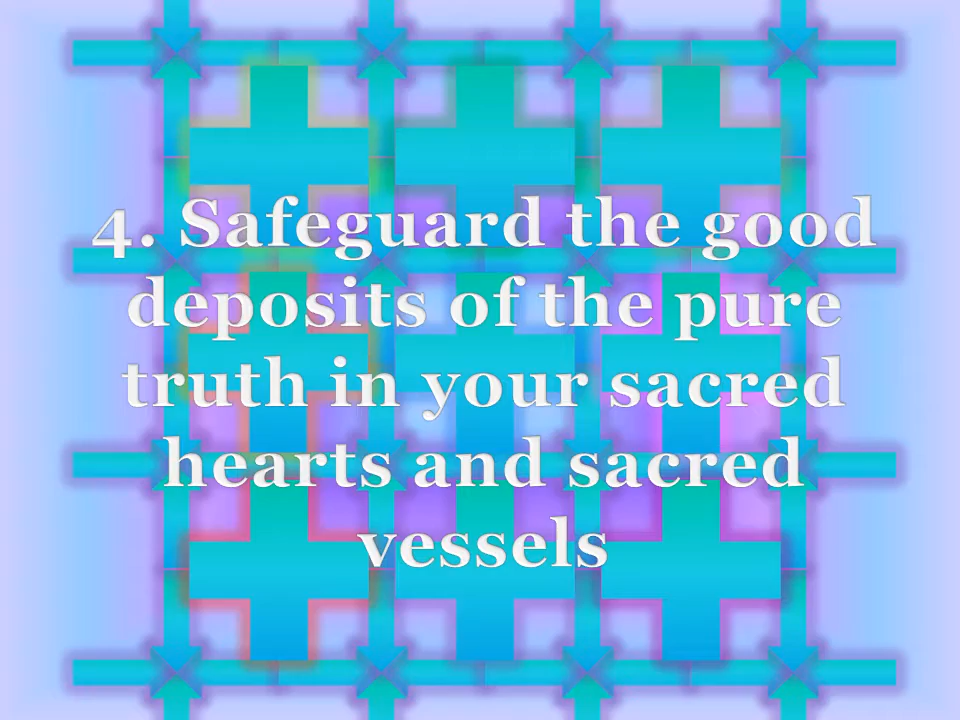 4. Safeguard the good
deposits of the pure
truth in your sacred
hearts and sacred
vessels